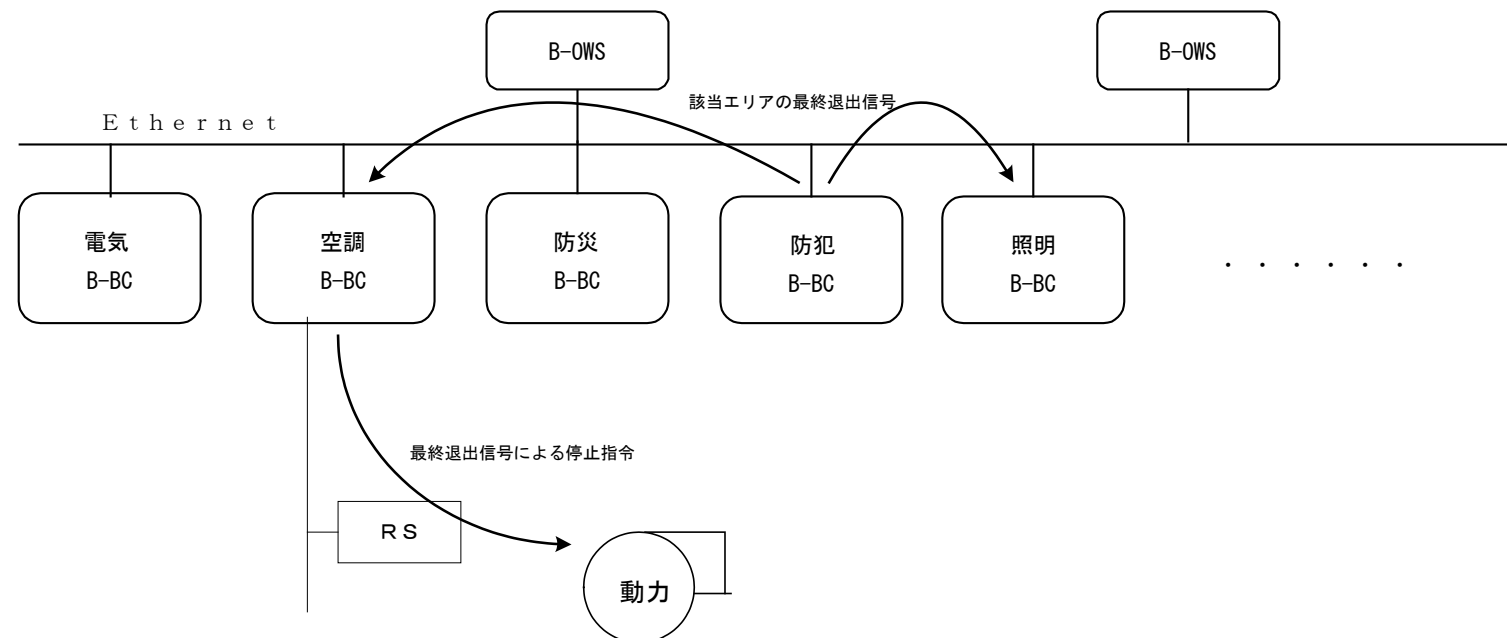 B-OWS
B-OWS
該当エリアの最終退出信号
Ｅｔｈｅｒｎｅｔ
電気
B-BC
空調
B-BC
防災
B-BC
防犯
B-BC
照明
B-BC
・・・・・・
最終退出信号による停止指令
ＲＳ
動力